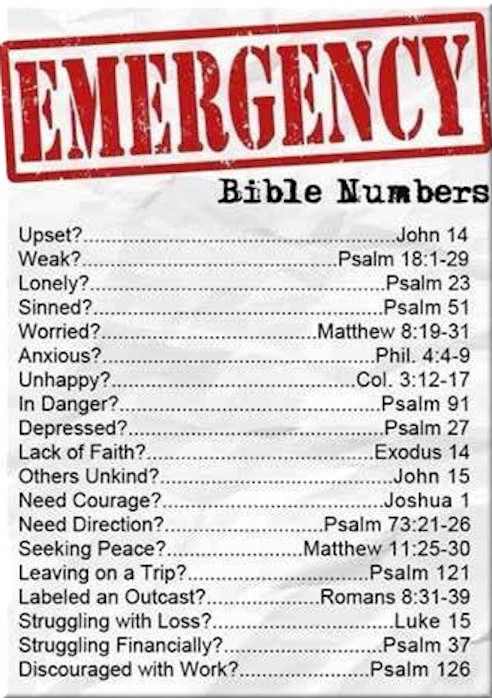 EMERGENCY
Bible Numbers
Upset?..........................................................John 14
Weak?...............................................Psalm 18:1-29
Lonely?.......................................................Psalm 23
Sinned?......................................................Psalm 51
Worried?........................................Matthew 8:19-31
Anxious?...................................................Phil. 4:4-9
Unhappy?..............................................Col. 3:12-17
In Danger?.................................................Psalm 91
Depressed?................................................Psalm 27
Lack of Faith?...........................................Exodus 14
Others Unkind?............................................John 15
Need Courage?..........................................Joshua 1
Need Direction?.............................Psalm 73:21-26
Seeking Peace?.........................Matthew 11:25-30
Leaving on a Trip?..................................Psalm 121
Labeled an Outcast?.....................Romans 8:31-39
Struggling with Loss?...................................Luke 15
Struggling Financially?..............................Psalm 37
Discouraged with Work?.........................Psalm 126